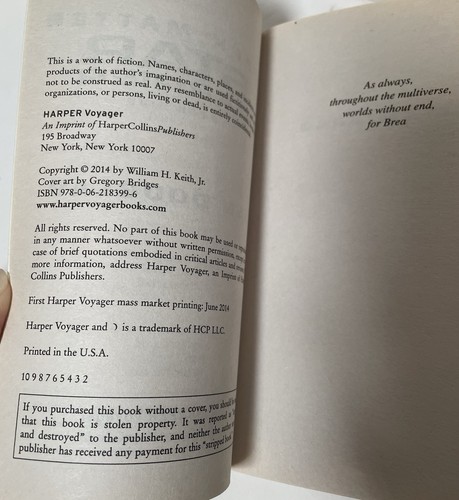 This is a work of fiction. Names, characters, places, and
products of the author's imagination or are used fictitiously
not to be construed as real. Any resemblance to actual
organizations, or persons, living or dead, is entirely
HARPER Voyager
An Imprint of HarperCollinsPublishers
195 Broadway
New York, New York 10007
Copyright © 2014 by William H. Keith, Jr.
Cover art by Gregory Bridges
ISBN 978-0-06-218399-6
www.harpervoyagerbooks.com
All rights reserved. No part of this book may be used or
in any manner whatsoever without written permission,
case of brief quotations embodied in critical articles and
more information, address Harper Voyager, an Imprint of
Collins Publishers.
First Harper Voyager mass market printing: June 2014
Harper Voyager and is a trademark of HCP LLC.
Printed in the U.S.A.
10 9 8 7 6 5 4 3 2
If you purchased this book without a cover, you should
that this book is stolen property. It was reported
and destroyed" to the publisher, and neither the author
publisher has received any payment for this "stripped book
As always,
throughout the multiverse,
worlds without end,
for Brea